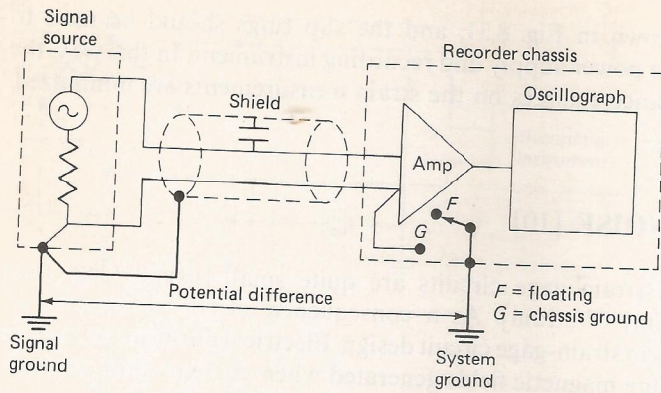 Signal
source
Shield
Recorder chassis
Oscillograph
Amp
F
G
Potential difference
Signal
ground
System
ground
= floating
G = chassis ground